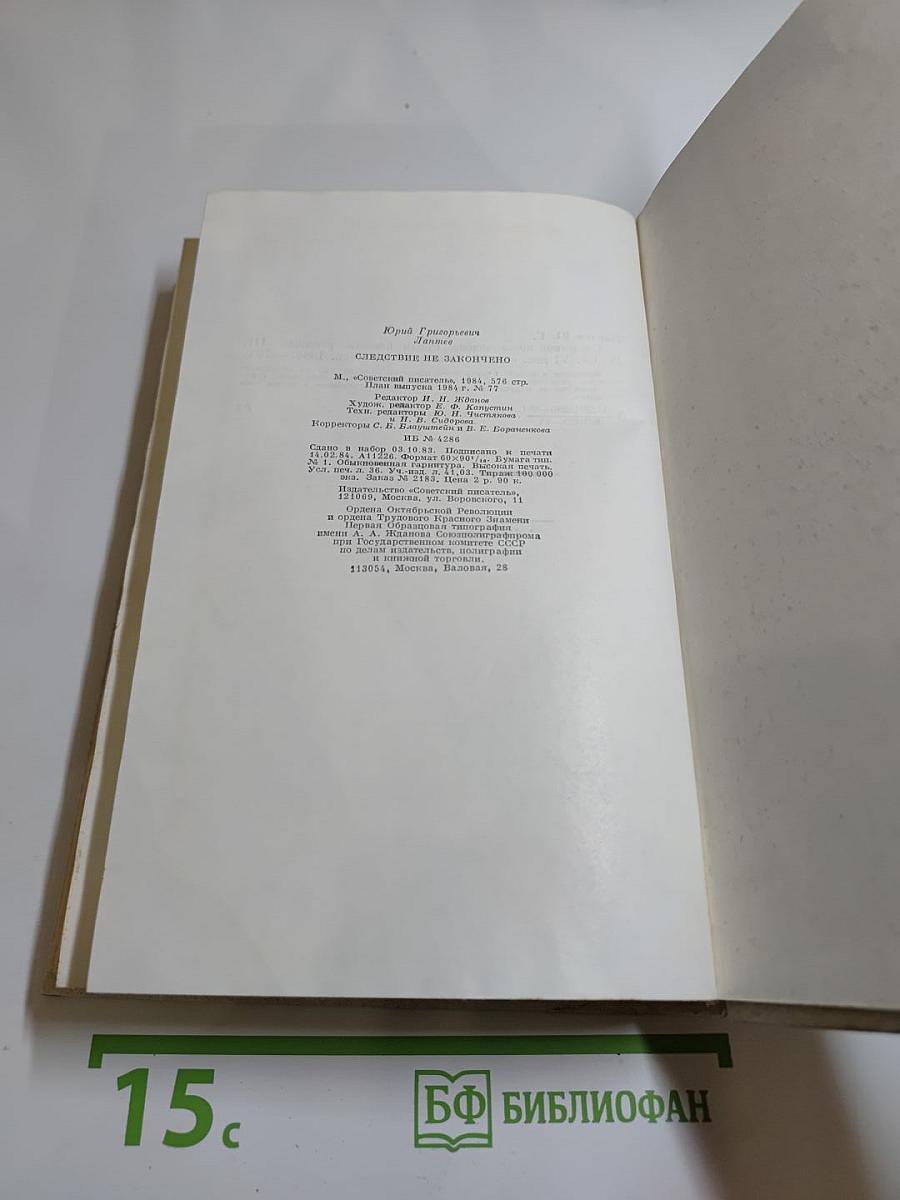 Юрий Григорьевич
Лаптев
СЛЕДСТВИЕ НЕ ЗАКОНЧЕНО
М., «Советский писатель», 1984, 576 стр.
План выпуска 1984 г. № 77
Редактор И. Н. Жданов
Худож. редактор Е. Ф. Капустин
Техн. редакторы Ю. Н. Чистякова
и Н. В. Сидорова
Корректоры С. Б. Блауштейн и В. Е. Бораненкова
ИБ № 4286
Сдано в набор 03.10.83. Подписано к печати
14.02.84. А11226. Формат 60×90¹/₁₆. Бумага тип.
№ 1. Обыкновенная гарнитура. Высокая печать.
Усл. печ. л. 36. Уч.-изд. л. 41,03. Тираж 100 000
экз. Заказ № 2183. Цена 2 р. 90 к.
Издательство «Советский писатель»,
121069, Москва, ул. Воровского, 11
Ордена Октябрьской Революции
и ордена Трудового Красного Знамени
Первая Образцовая типография
имени А. А. Жданова Союзполиграфпрома
при Государственном комитете СССР
по делам издательств, полиграфии
и книжной торговли.
113054, Москва, Валовая, 28
15 с
БФ БИБЛИОФАН